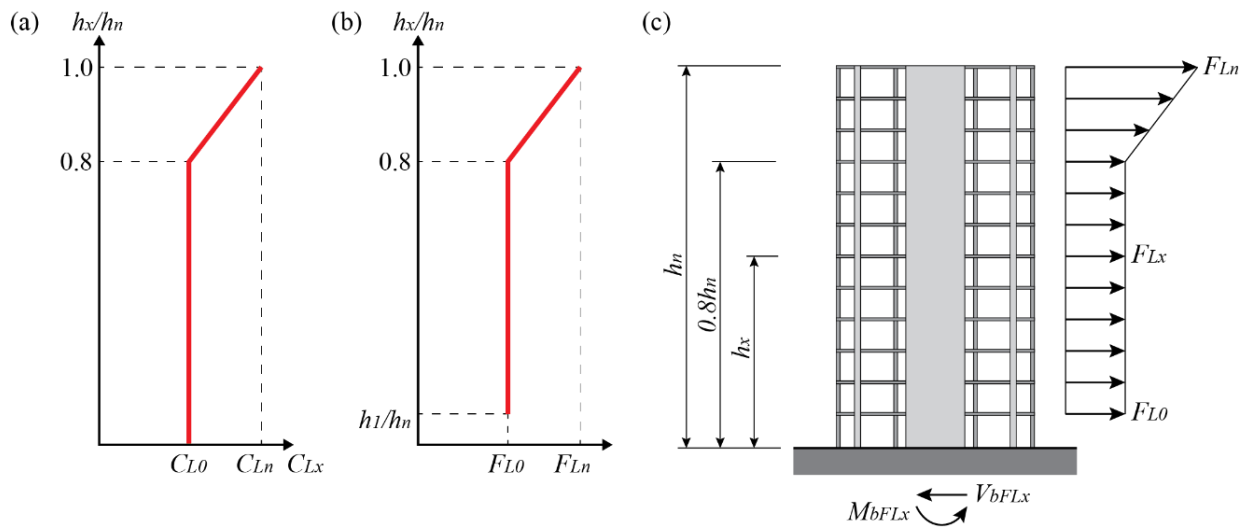 (a)
hx/hn
1.0
0.8
CL0
CLn
CLx
(b)
hx/hn
1.0
0.8
h1/hn
FL0
FLn
(c)
hn
0.8hn
hx
FLn
FLx
FL0
VbFLx
MbFLx